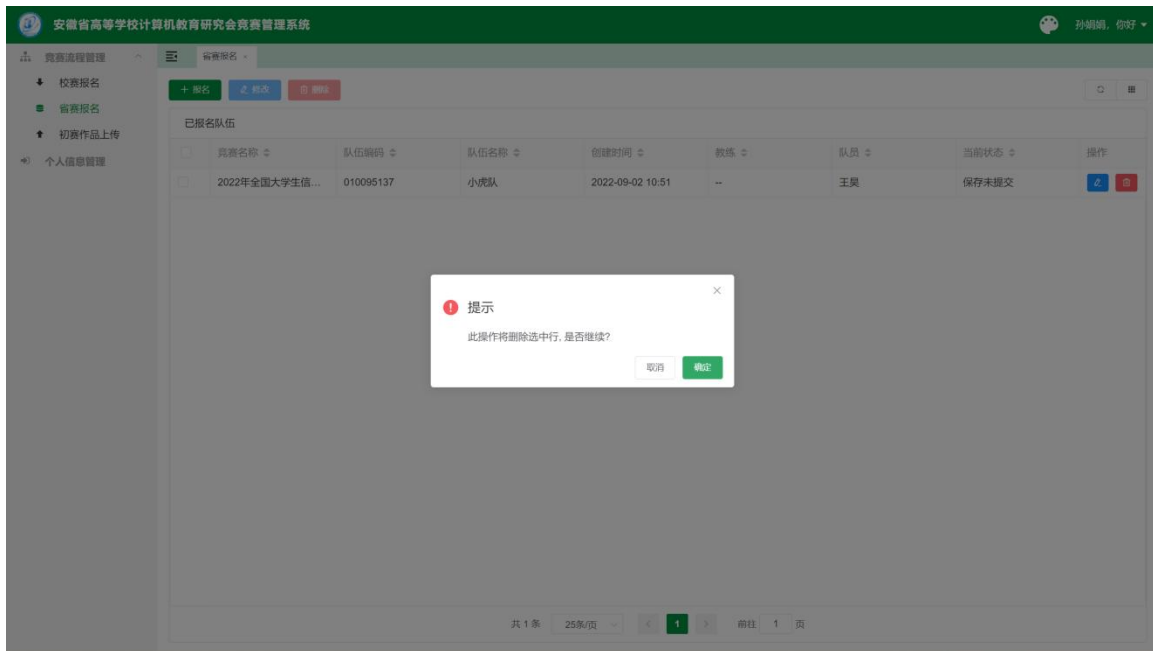 安徽省高等学校计算机教育研究会竞赛管理系统
孙娟娟，你好
竞赛流程管理
省赛报名
校赛报名
省赛报名
初赛作品上传
个人信息管理
+ 报名 修改 删除
已报名队伍
竞赛名称 队伍编码 队伍名称 创建时间 教练 队员 当前状态 操作
2022年全国大学生信... 010095137 小虎队 2022-09-02 10:51 -- 王昊 保存未提交
提示
此操作将删除选中行, 是否继续?
取消 确定
共 1 条 25条/页 1 前往 1 页